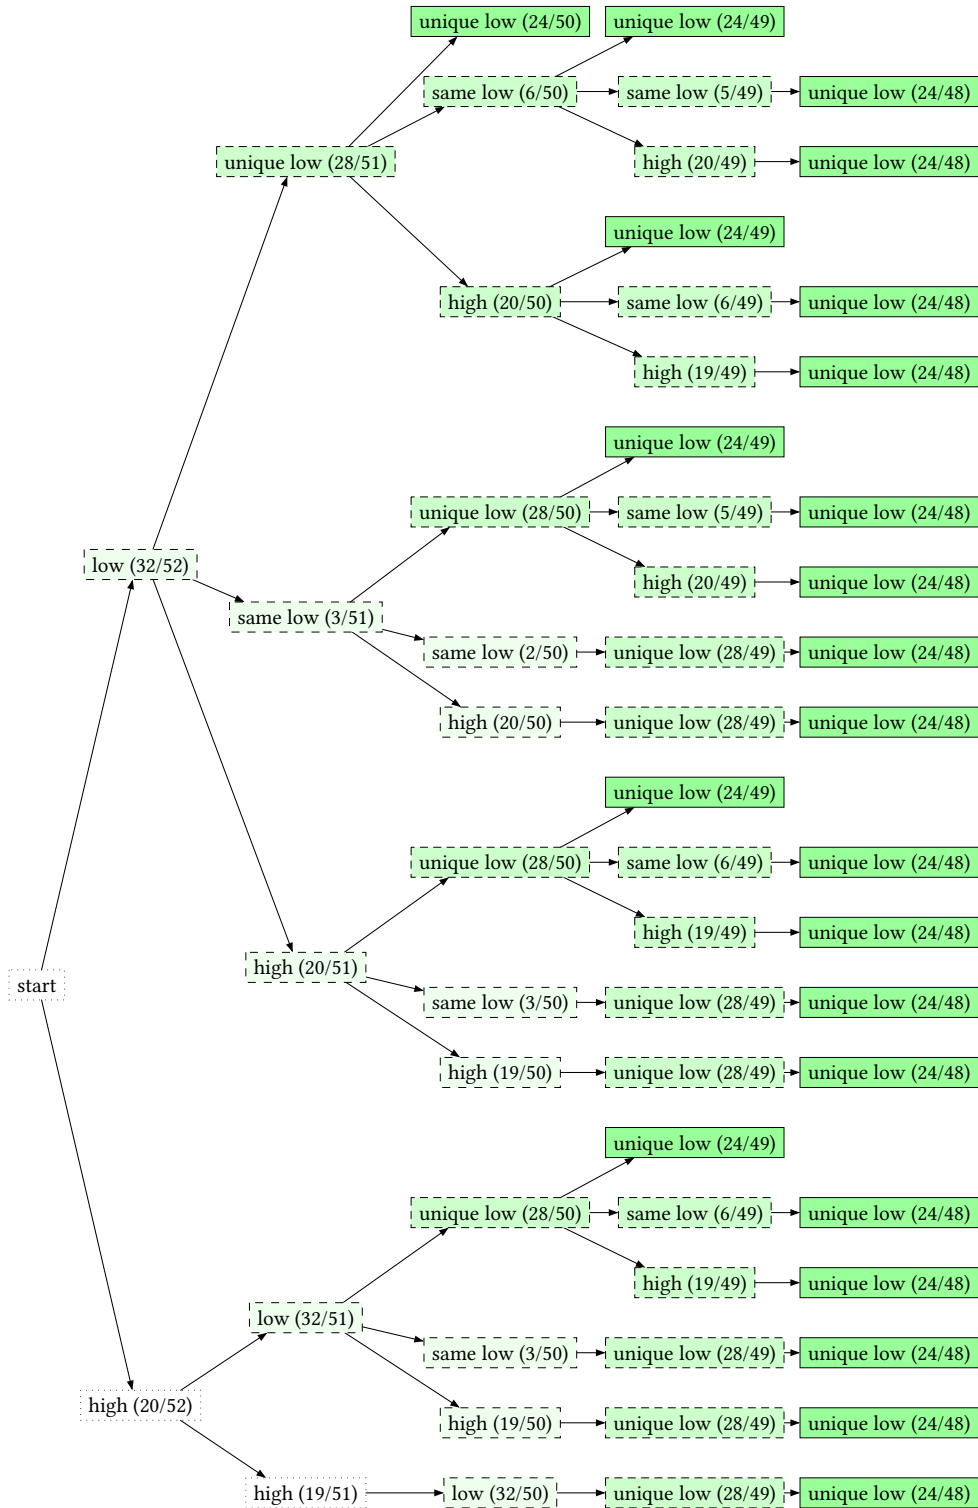 unique low (24/50)
unique low (24/49)
same low (6/50)
same low (5/49)
unique low (24/48)
unique low (28/51)
high (20/49)
unique low (24/48)
unique low (24/49)
high (20/50)
same low (6/49)
unique low (24/48)
high (19/49)
unique low (24/48)
unique low (24/49)
unique low (28/50)
same low (5/49)
unique low (24/48)
low (32/52)
high (20/49)
unique low (24/48)
same low (3/51)
same low (2/50)
unique low (28/49)
unique low (24/48)
high (20/50)
unique low (28/49)
unique low (24/48)
unique low (24/49)
unique low (28/50)
same low (6/49)
unique low (24/48)
high (19/49)
unique low (24/48)
high (20/51)
start
same low (3/50)
unique low (28/49)
unique low (24/48)
high (19/50)
unique low (28/49)
unique low (24/48)
unique low (24/49)
unique low (28/50)
same low (6/49)
unique low (24/48)
high (19/49)
unique low (24/48)
low (32/51)
same low (3/50)
unique low (28/49)
unique low (24/48)
high (20/52)
high (19/50)
unique low (28/49)
unique low (24/48)
high (19/51)
low (32/50)
unique low (28/49)
unique low (24/48)